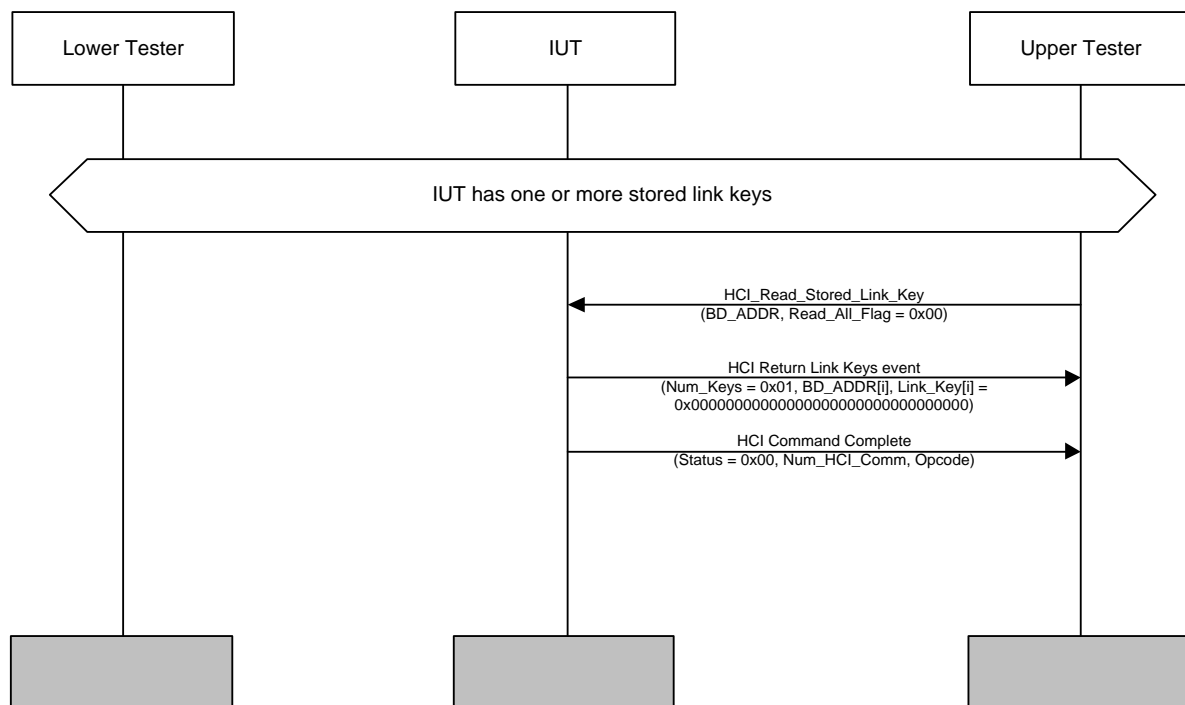 Lower Tester
IUT
Upper Tester
IUT has one or more stored link keys
HCI_Read_Stored_Link_Key
(BD_ADDR, Read_All_Flag = 0x00)
HCI Return Link Keys event
(Num_Keys = 0x01, BD_ADDR[i], Link_Key[i] =
0x00000000000000000000000000000000)
HCI Command Complete
(Status = 0x00, Num_HCI_Comm, Opcode)